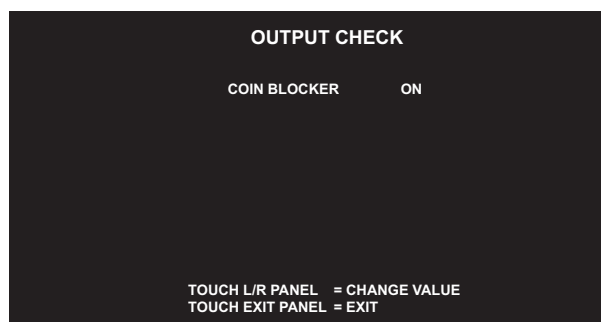 OUTPUT CHECK
COIN BLOCKER ON
TOUCH L/R PANEL = CHANGE VALUE
TOUCH EXIT PANEL = EXIT